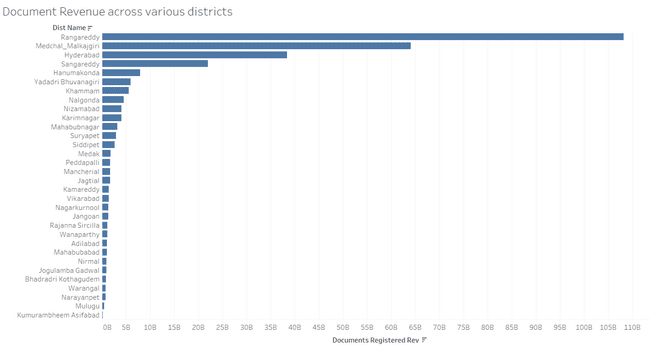 Document Revenue across various districts
Dist Name
Rangareddy
Medchal_Malkajgiri
Hyderabad
Sangareddy
Hanumakonda
Yadadri Bhuvanagiri
Khammam
Nalgonda
Nizamabad
Karimnagar
Mahabubnagar
Suryapet
Siddipet
Medak
Peddapalli
Mancherial
Jagtial
Kamareddy
Vikarabad
Nagarkurnool
Jangoan
Rajanna Sircilla
Wanaparthy
Adilabad
Mahabubabad
Nirmal
Jogulamba Gadwal
Bhadradri Kothagudem
Warangal
Narayanpet
Mulugu
Kumurambheem Asifabad
0B 5B 10B 15B 20B 25B 30B 35B 40B 45B 50B 55B 60B 65B 70B 75B 80B 85B 90B 95B 100B 105B 110B
Documents Registered Rev